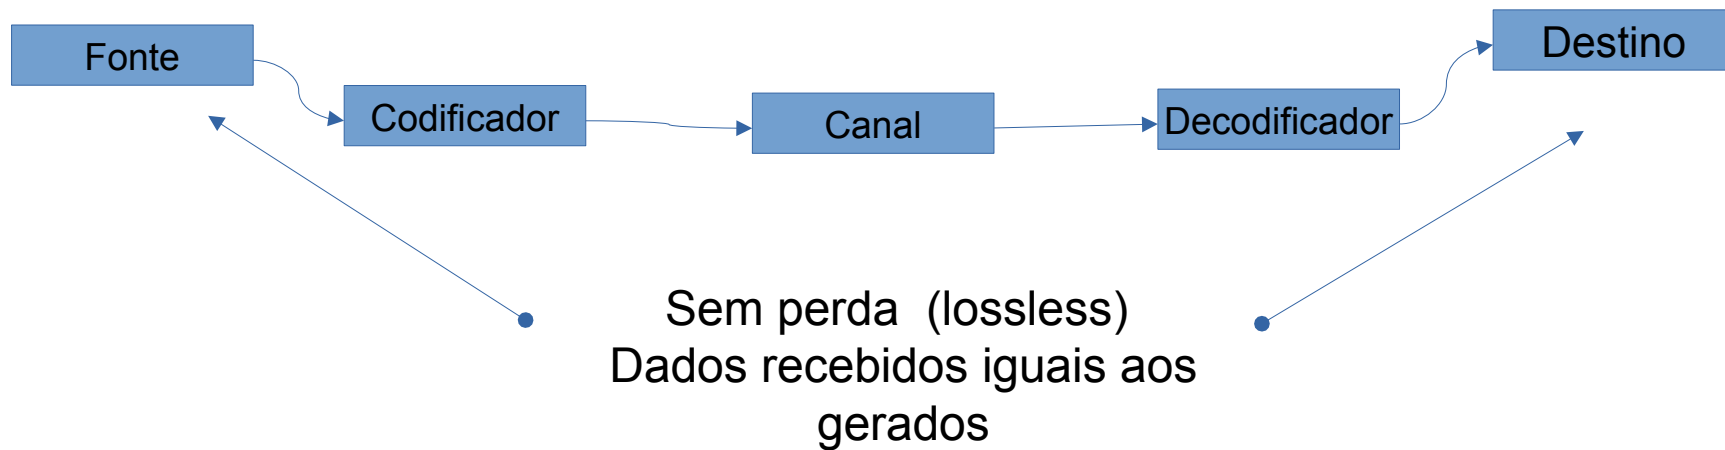 Fonte
Codificador
Canal
Decodificador
Destino
Sem perda (lossless)
Dados recebidos iguais aos
gerados